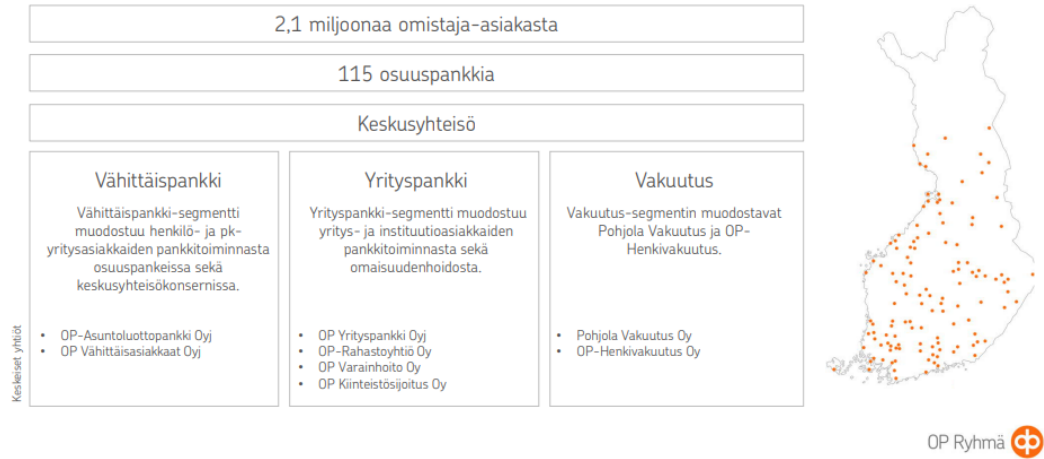 2,1 miljoonaa omistaja-asiakasta
115 osuuspankkia
Keskusyhteisö
Vähittäispankki
Vähittäispankki-segmentti
muodostuu henkilö- ja pk-
yritysasiakkaiden pankkitoiminnasta
osuuspankeissa sekä
keskusyhteisökonsernissa.
Keskeiset yhtiöt
• OP-Asuntoluottopankki Oyj
• OP Vähittäisasiakkaat Oyj
Yrityspankki
Yrityspankki-segmentti muodostuu
yritys- ja instituutioasiakkaiden
pankkitoiminnasta sekä
omaisuudenhoidosta.
• OP Yrityspankki Oyj
• OP-Rahastoyhtiö Oy
• OP Varainhoito Oy
• OP Kiinteistösijoitus Oy
Vakuutus
Vakuutus-segmentin muodostavat
Pohjola Vakuutus ja OP-
Henkivakuutus.
• Pohjola Vakuutus Oy
• OP-Henkivakuutus Oy
OP Ryhmä